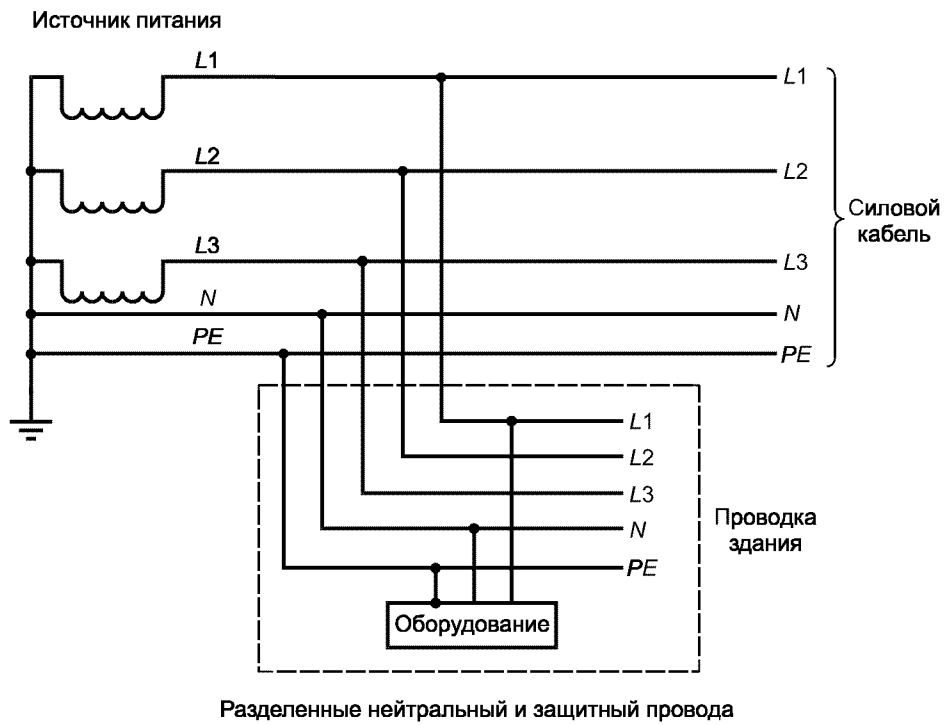 Источник питания
L1
L1
L2
L2
Силовой
кабель
L3
L3
N
N
PE
PE
L1
L2
L3
N
Проводка
здания
PE
Оборудование
Разделенные нейтральный и защитный провода